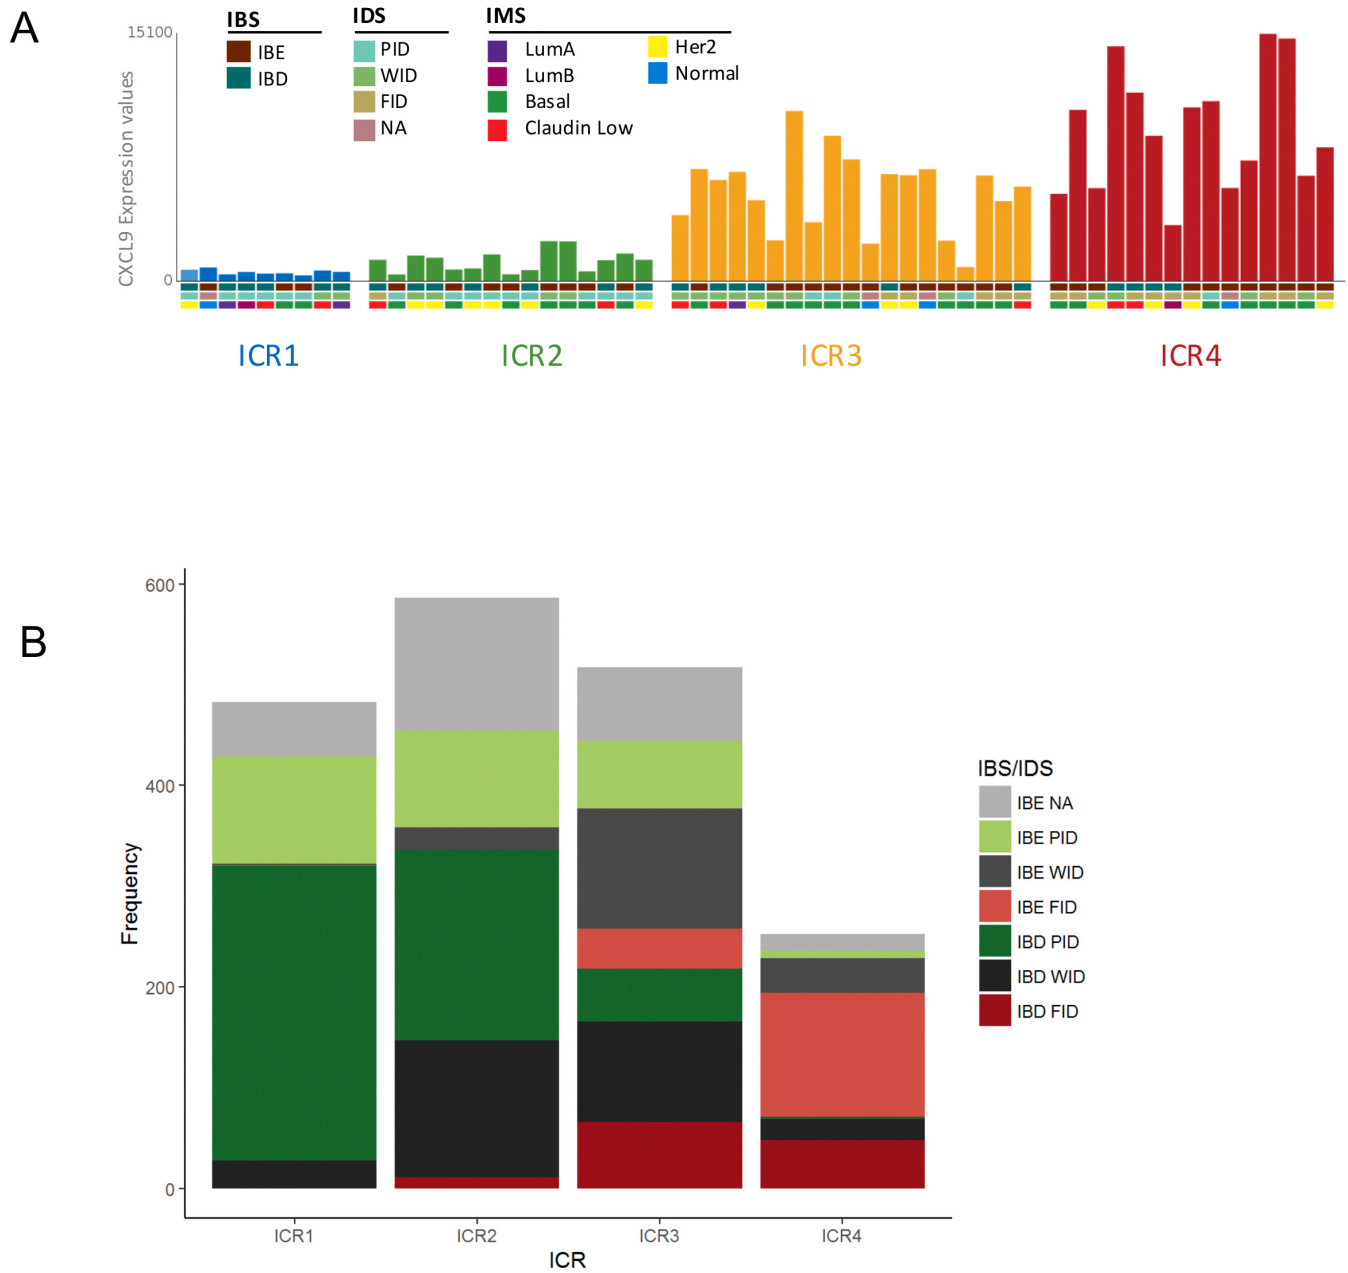 A
IBS
IDS
IMS
15100
IBE
IBD
PID
WID
FID
NA
LumA
LumB
Basal
Claudin Low
Her2
Normal
CXCL9 Expression values
0
ICR1
ICR2
ICR3
ICR4
B
600
400
200
0
Frequency
ICR1
ICR2
ICR3
ICR4
ICR
IBS/IDS
IBE NA
IBE PID
IBE WID
IBE FID
IBD PID
IBD WID
IBD FID